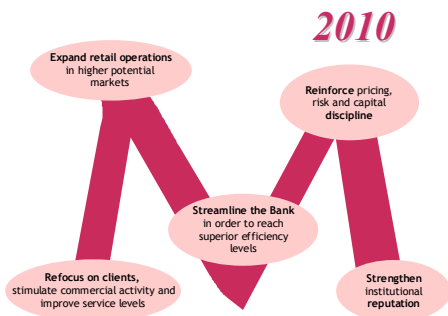 2010
Expand retail operations
in higher potential
markets
Reinforce pricing,
risk and capital
discipline
Streamline the Bank
in order to reach
superior efficiency
levels
Refocus on clients,
stimulate commercial activity and
improve service levels
Strengthen
institutional
reputation